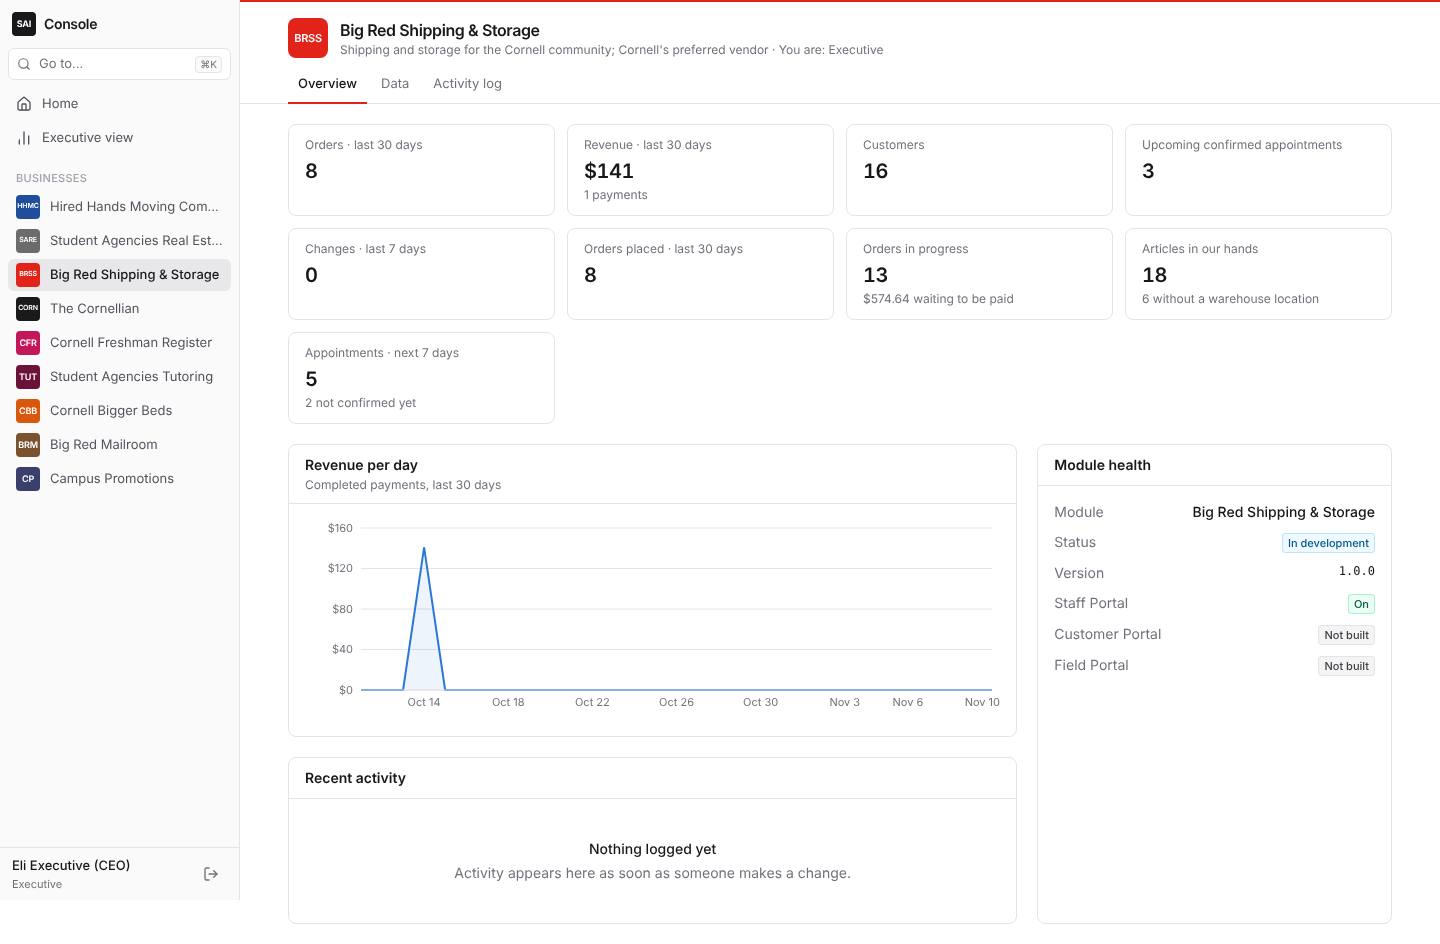 SAI Console
Go to... ⌘K
Home
Executive view
BUSINESSES
HHMC Hired Hands Moving Com...
SARE Student Agencies Real Est...
BRSS Big Red Shipping & Storage
CORN The Cornellian
CFR Cornell Freshman Register
TUT Student Agencies Tutoring
CBB Cornell Bigger Beds
BRM Big Red Mailroom
CP Campus Promotions
Eli Executive (CEO)
Executive
BRSS Big Red Shipping & Storage
Shipping and storage for the Cornell community; Cornell's preferred vendor · You are: Executive
Overview Data Activity log
Orders · last 30 days
8
Revenue · last 30 days
$141
1 payments
Customers
16
Upcoming confirmed appointments
3
Changes · last 7 days
0
Orders placed · last 30 days
8
Orders in progress
13
$574.64 waiting to be paid
Articles in our hands
18
6 without a warehouse location
Appointments · next 7 days
5
2 not confirmed yet
Revenue per day
Completed payments, last 30 days
$160
$120
$80
$40
$0
Oct 14 Oct 18 Oct 22 Oct 26 Oct 30 Nov 3 Nov 6 Nov 10
Module health
Module Big Red Shipping & Storage
Status In development
Version 1.0.0
Staff Portal On
Customer Portal Not built
Field Portal Not built
Recent activity
Nothing logged yet
Activity appears here as soon as someone makes a change.